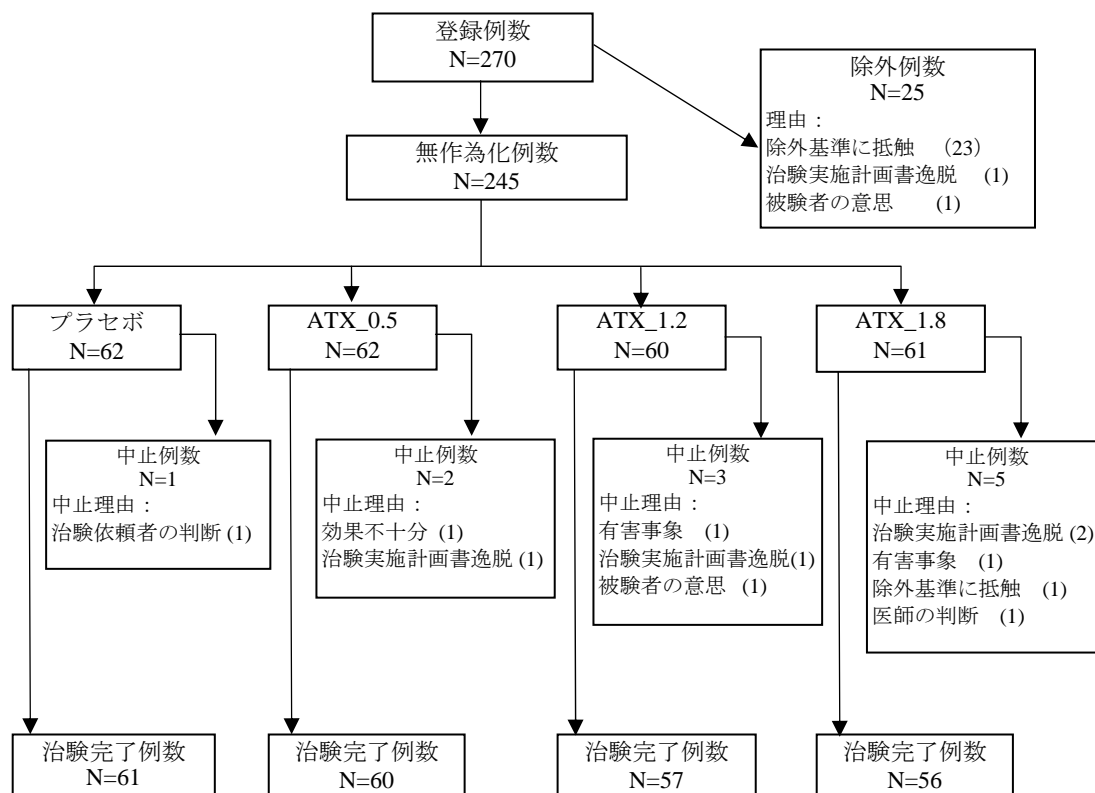 登録例数
N=270
除外例数
N=25
理由：
除外基準に抵触　（23）
治験実施計画書逸脱　(1)
被験者の意思　　(1)
無作為化例数
N=245
プラセボ
N=62
ATX_0.5
N=62
ATX_1.2
N=60
ATX_1.8
N=61
中止例数
N=1
中止理由：
治験依頼者の判断 (1)
中止例数
N=2
中止理由：
効果不十分 (1)
治験実施計画書逸脱 (1)
中止例数
N=3
中止理由：
有害事象　(1)
治験実施計画書逸脱(1)
被験者の意思 (1)
中止例数
N=5
中止理由：
治験実施計画書逸脱 (2)
有害事象　(1)
除外基準に抵触　(1)
医師の判断　(1)
治験完了例数
N=61
治験完了例数
N=60
治験完了例数
N=57
治験完了例数
N=56